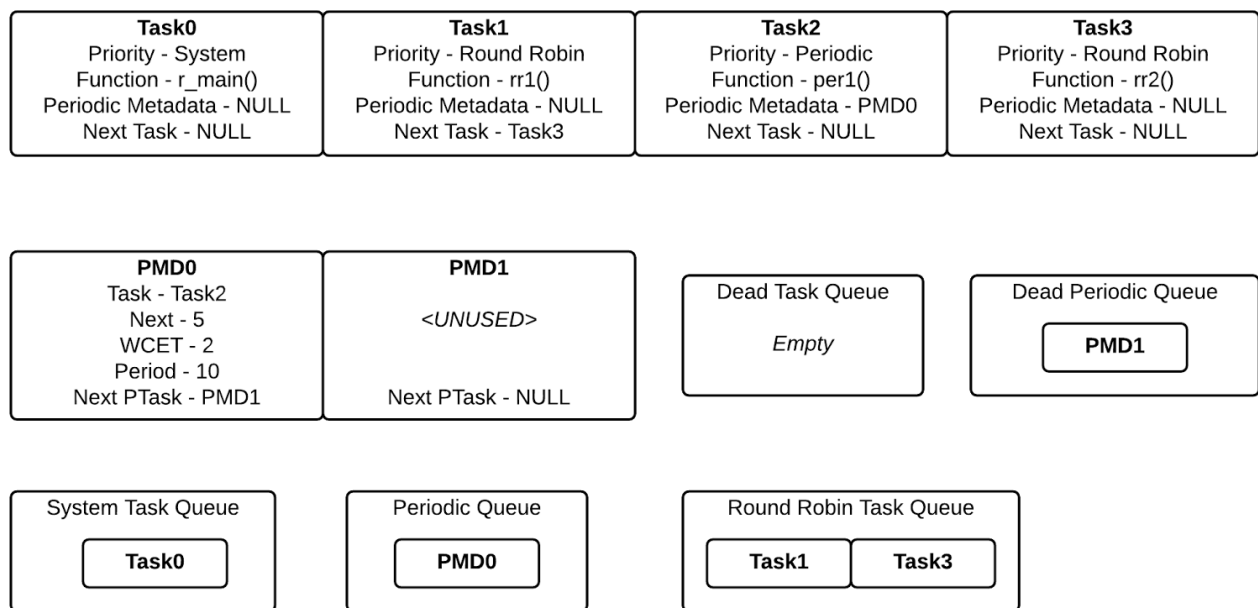 Task0
Priority - System
Function - r_main()
Periodic Metadata - NULL
Next Task - NULL
Task1
Priority - Round Robin
Function - rr1()
Periodic Metadata - NULL
Next Task - Task3
Task2
Priority - Periodic
Function - per1()
Periodic Metadata - PMD0
Next Task - NULL
Task3
Priority - Round Robin
Function - rr2()
Periodic Metadata - NULL
Next Task - NULL
PMD0
Task - Task2
Next - 5
WCET - 2
Period - 10
Next PTask - PMD1
PMD1
<UNUSED>
Next PTask - NULL
Dead Task Queue
Empty
Dead Periodic Queue
PMD1
System Task Queue
Task0
Periodic Queue
PMD0
Round Robin Task Queue
Task1
Task3